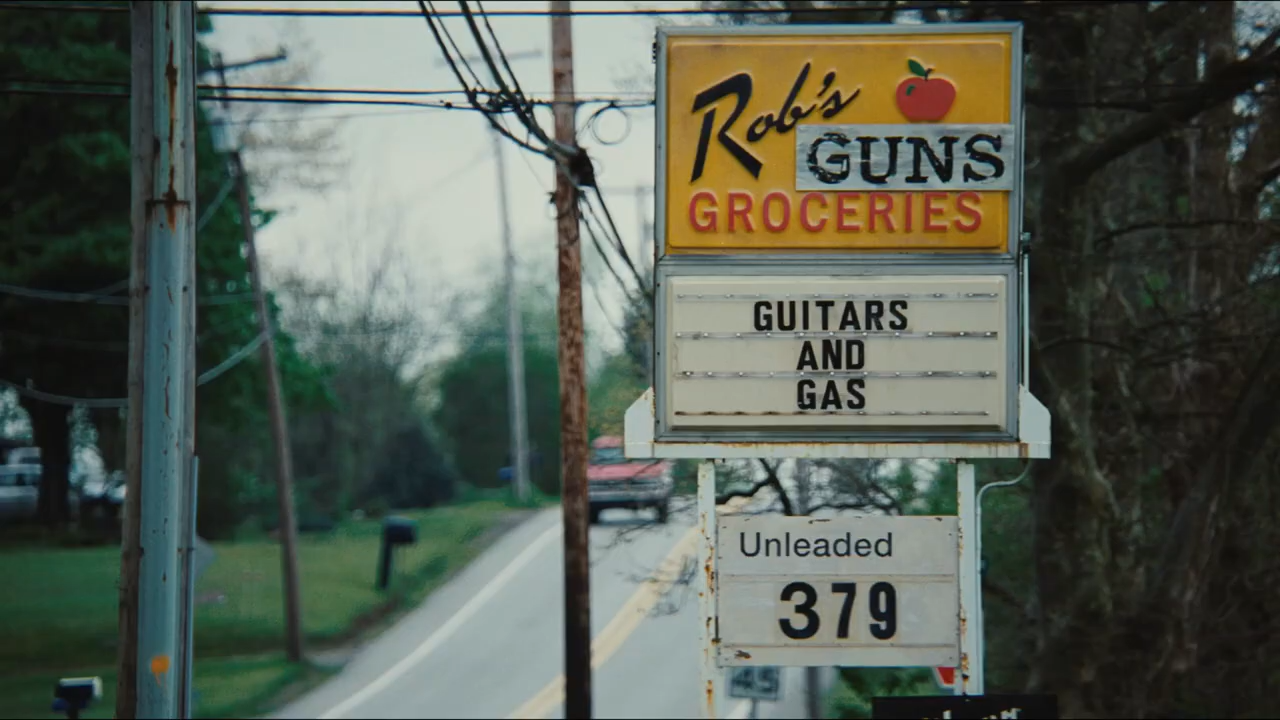 Rob's
GUNS
GROCERIES
GUITARS
AND
GAS
Unleaded
379
45